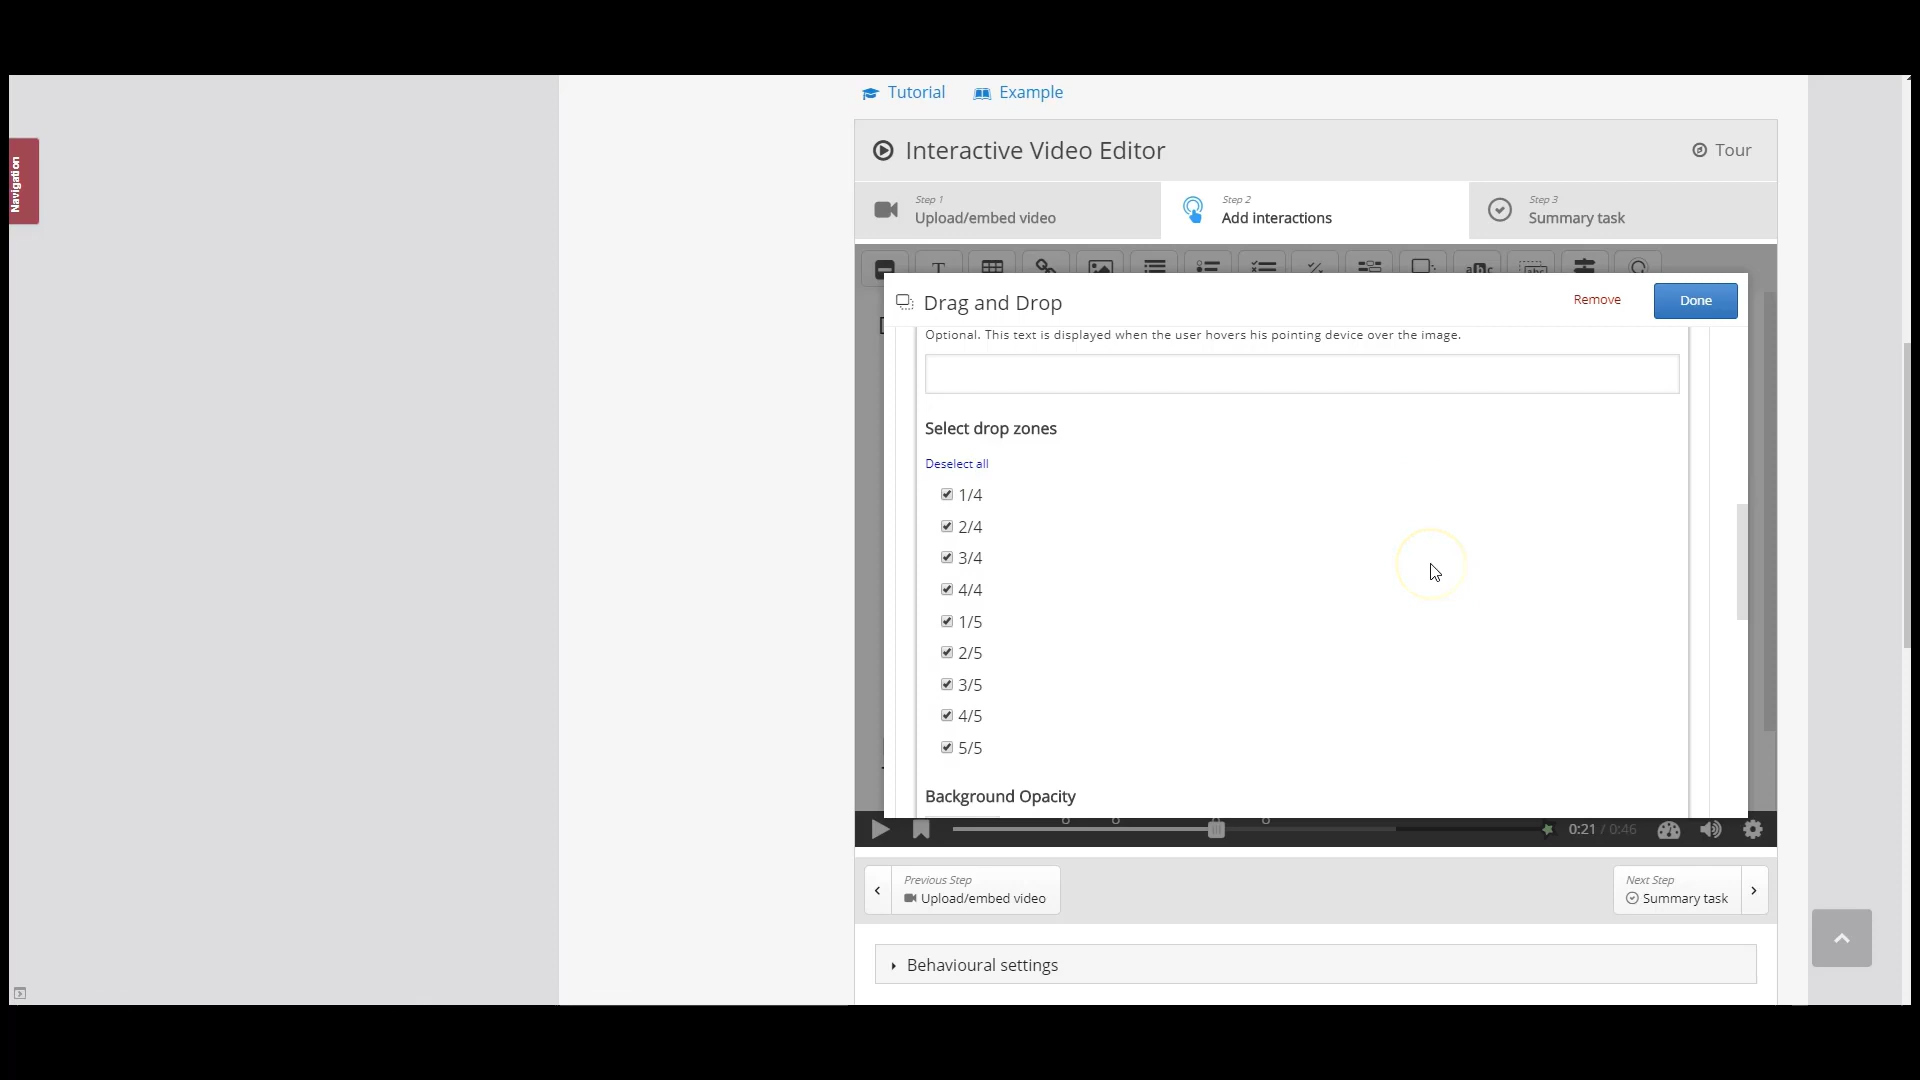 Tutorial Example
Navigation
Interactive Video Editor
Tour
Step 1
Upload/embed video
Step 2
Add interactions
Step 3
Summary task
Drag and Drop
Remove
Done
Optional. This text is displayed when the user hovers his pointing device over the image.
Select drop zones
Deselect all
1/4
2/4
3/4
4/4
1/5
2/5
3/5
4/5
5/5
Background Opacity
0:21 / 0:46
Previous Step
Upload/embed video
Next Step
Summary task
Behavioural settings